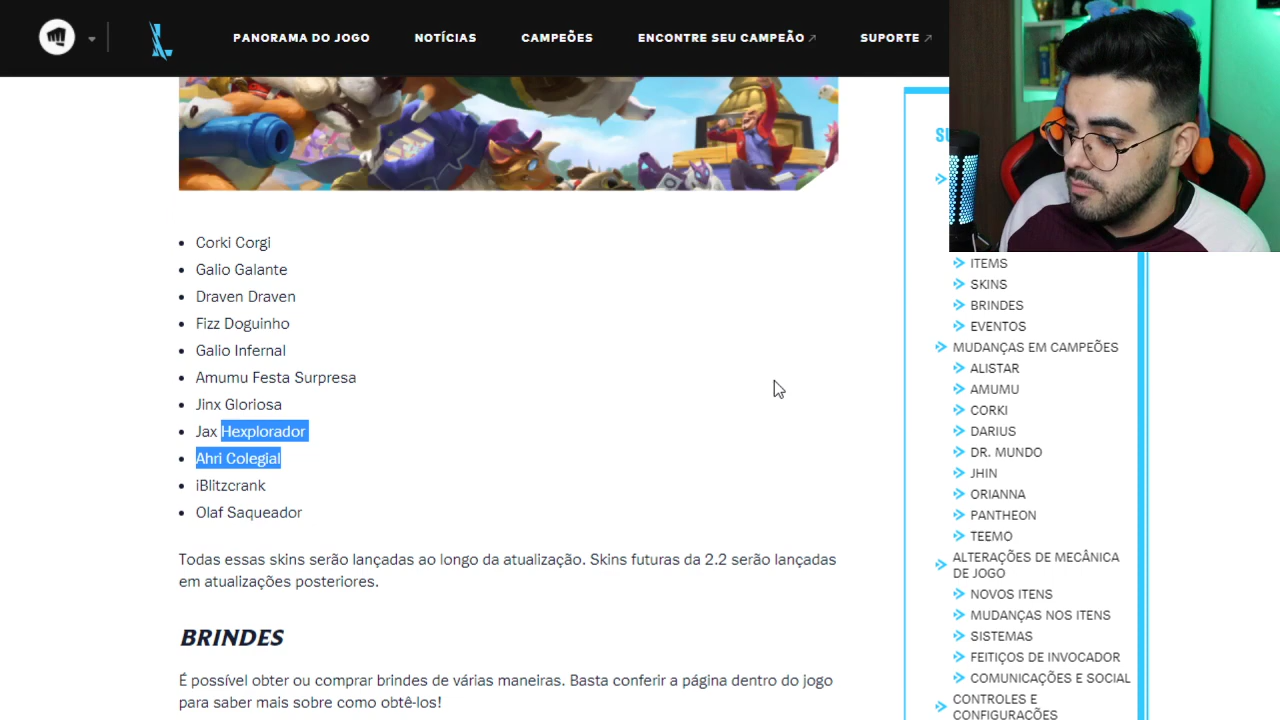 PANORAMA DO JOGO
NOTÍCIAS
CAMPEÕES
ENCONTRE SEU CAMPEÃO
SUPORTE
Corki Corgi
Galio Galante
Draven Draven
Fizz Doguinho
Galio Infernal
Amumu Festa Surpresa
Jinx Gloriosa
Jax Hexplorador
Ahri Colegial
iBlitzcrank
Olaf Saqueador
Todas essas skins serão lançadas ao longo da atualização. Skins futuras da 2.2 serão lançadas
em atualizações posteriores.
BRINDES
É possível obter ou comprar brindes de várias maneiras. Basta conferir a página dentro do jogo
para saber mais sobre como obtê-los!
ITEMS
SKINS
BRINDES
EVENTOS
MUDANÇAS EM CAMPEÕES
ALISTAR
AMUMU
CORKI
DARIUS
DR. MUNDO
JHIN
ORIANNA
PANTHEON
TEEMO
ALTERAÇÕES DE MECÂNICA
DE JOGO
NOVOS ITENS
MUDANÇAS NOS ITENS
SISTEMAS
FEITIÇOS DE INVOCADOR
COMUNICAÇÕES E SOCIAL
CONTROLES E
CONFIGURAÇÕES